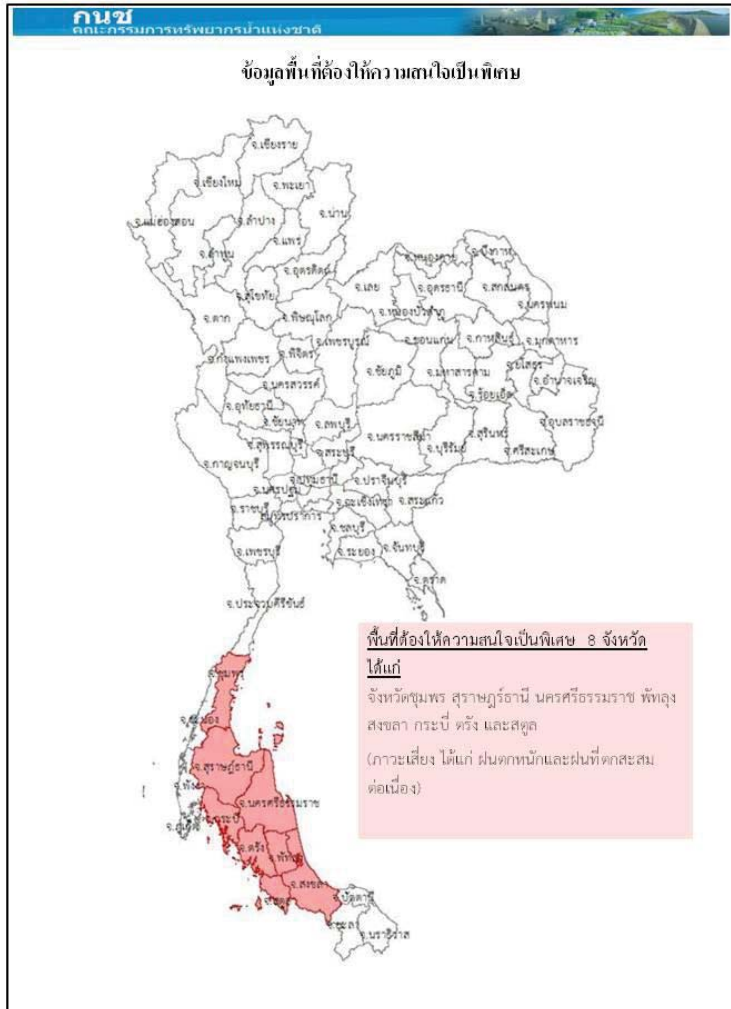 กนช
คณะกรรมการทรัพยากรน้ำแห่งชาติ
ข้อมูลพื้นที่ต้องให้ความสนใจเป็นพิเศษ
จ.เชียงราย
จ.เชียงใหม่
จ.พะเยา
จ.น่าน
จ.แม่ฮ่องสอน
จ.ลำปาง
จ.แพร่
จ.ลำพูน
จ.อุตรดิตถ์
จ.หนองคาย
จ.บึงกาฬ
จ.เลย
จ.อุดรธานี
จ.สกลนคร
จ.นครพนม
จ.สุโขทัย
จ.ตาก
จ.พิษณุโลก
จ.หนองบัวลำภู
จ.เพชรบูรณ์
จ.ขอนแก่น
จ.กาฬสินธุ์
จ.มุกดาหาร
จ.กำแพงเพชร
จ.พิจิตร
จ.ชัยภูมิ
จ.มหาสารคาม
จ.ยโสธร
จ.อำนาจเจริญ
จ.ร้อยเอ็ด
จ.นครสวรรค์
จ.อุทัยธานี
จ.ชัยนาท
จ.ลพบุรี
จ.นครราชสีมา
จ.บุรีรัมย์
จ.สุรินทร์
จ.ศรีสะเกษ
จ.อุบลราชธานี
จ.สุพรรณบุรี
จ.สระบุรี
จ.กาญจนบุรี
จ.ปทุมธานี
จ.ปราจีนบุรี
จ.นครปฐม
จ.ฉะเชิงเทรา
จ.สระแก้ว
จ.ราชบุรี
จ.ชลบุรี
จ.เพชรบุรี
จ.ระยอง
จ.จันทบุรี
จ.ตราด
จ.ประจวบคีรีขันธ์
พื้นที่ต้องให้ความสนใจเป็นพิเศษ 8 จังหวัด
ได้แก่
จังหวัดชุมพร สุราษฎร์ธานี นครศรีธรรมราช พัทลุง
สงขลา กระบี่ ตรัง และสตูล
(ภาวะเสี่ยง ได้แก่ ฝนตกหนักและฝนที่ตกสะสม
ต่อเนื่อง)
จ.ชุมพร
จ.ระนอง
จ.สุราษฎร์ธานี
จ.พังงา
จ.นครศรีธรรมราช
จ.กระบี่
จ.ภูเก็ต
จ.ตรัง
จ.พัทลุง
จ.สงขลา
จ.สตูล
จ.ปัตตานี
จ.ยะลา
จ.นราธิวาส